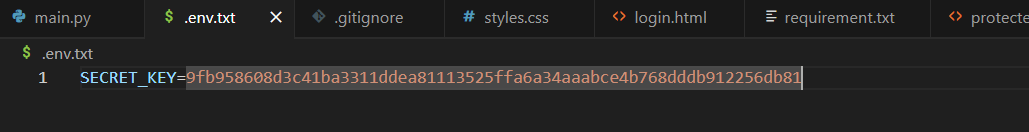 main.py $ .env.txt × .gitignore # styles.css <> login.html requirement.txt <> protecte
$ .env.txt
1 SECRET_KEY=9fb958608d3c41ba3311ddea81113525ffa6a34aaabce4b768dddb912256db81